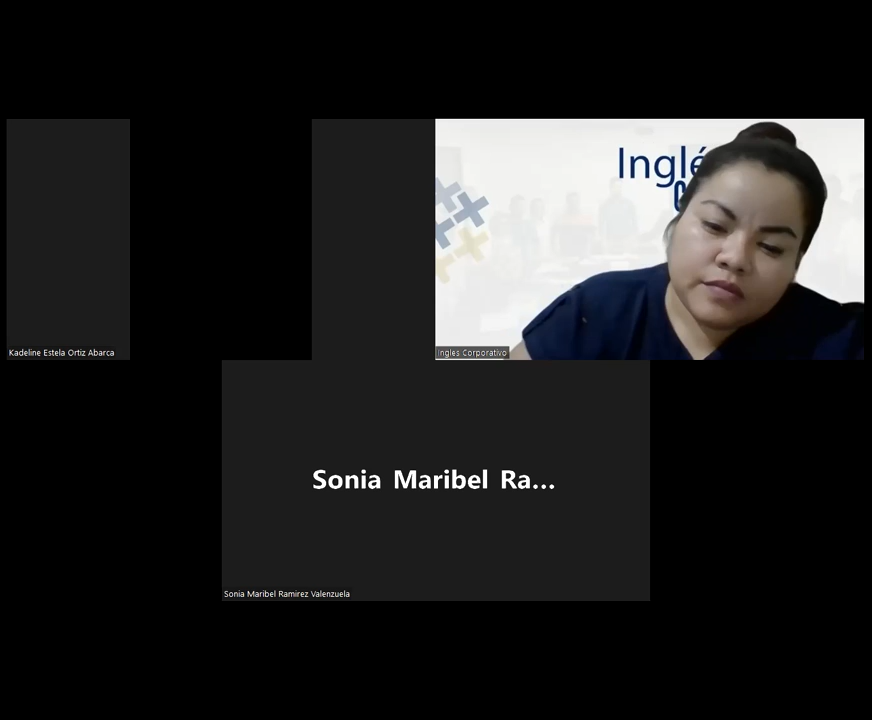 Inglé
Kadeline Estela Ortiz Abarca
Ingles Corporativo
Sonia Maribel Ra...
Sonia Maribel Ramirez Valenzuela